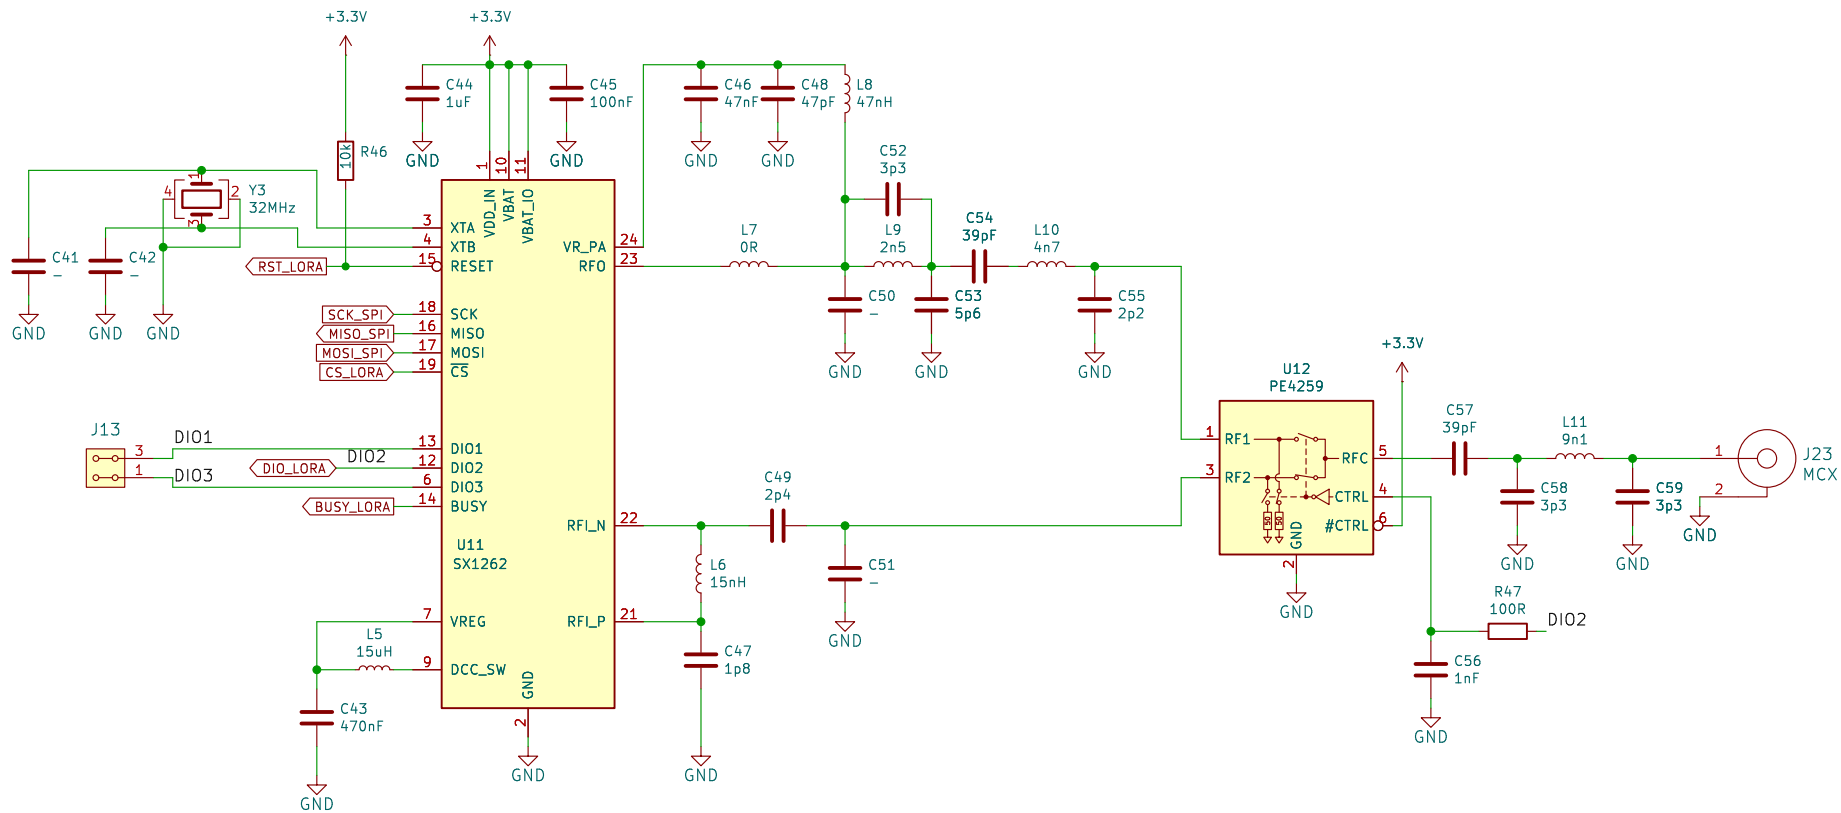 +3.3V
+3.3V
C44
1uF
C45
100nF
C46
47nF
C48
47pF
L8
47nH
GND
GND
GND
GND
10k
R46
C52
3p3
4
1
2
3
Y3
32MHz
1
10
11
VDD_IN
VBAT
VBAT_IO
3
XTA
4
XTB
15
RESET
RST_LORA
C41
-
C42
-
GND
GND
GND
VR_PA
24
RFO
23
L7
0R
L9
2n5
C54
39pF
L10
4n7
C50
-
C53
5p6
C55
2p2
GND
GND
GND
SCK_SPI
18
SCK
MISO_SPI
16
MISO
MOSI_SPI
17
MOSI
CS_LORA
19
CS
+3.3V
U12
PE4259
J13
3
1
DIO1
DIO2
DIO3
DIO_LORA
BUSY_LORA
13
DIO1
12
DIO2
6
DIO3
14
BUSY
1
RF1
3
RF2
RFC
5
CTRL
4
#CTRL
6
50
50
GND
2
GND
C57
39pF
L11
9n1
1
2
J23
MCX
C58
3p3
C59
3p3
GND
GND
GND
C49
2p4
RFI_N
22
U11
SX1262
L6
15nH
C51
-
GND
RFI_P
21
C47
1p8
GND
7
VREG
L5
15uH
9
DCC_SW
GND
2
GND
C43
470nF
GND
R47
100R
DIO2
C56
1nF
GND